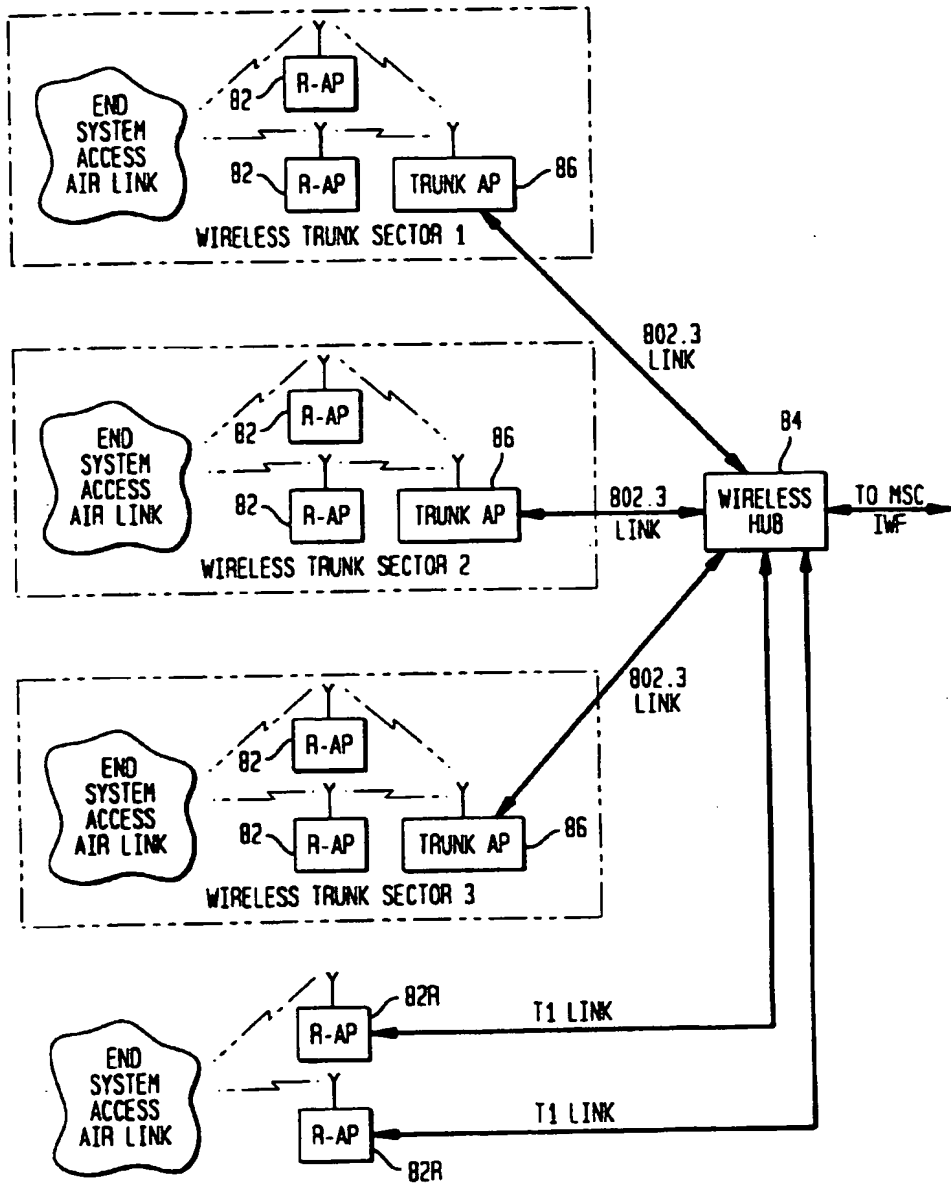 R-AP
82
END
SYSTEM
ACCESS
AIR LINK
82
R-AP
TRUNK AP
86
WIRELESS TRUNK SECTOR 1
802.3
LINK
R-AP
82
END
SYSTEM
ACCESS
AIR LINK
82
R-AP
TRUNK AP
86
WIRELESS TRUNK SECTOR 2
802.3
LINK
84
WIRELESS
HUB
TO MSC
IWF
802.3
LINK
R-AP
82
END
SYSTEM
ACCESS
AIR LINK
82
R-AP
TRUNK AP
86
WIRELESS TRUNK SECTOR 3
82R
R-AP
T1 LINK
END
SYSTEM
ACCESS
AIR LINK
R-AP
T1 LINK
82R